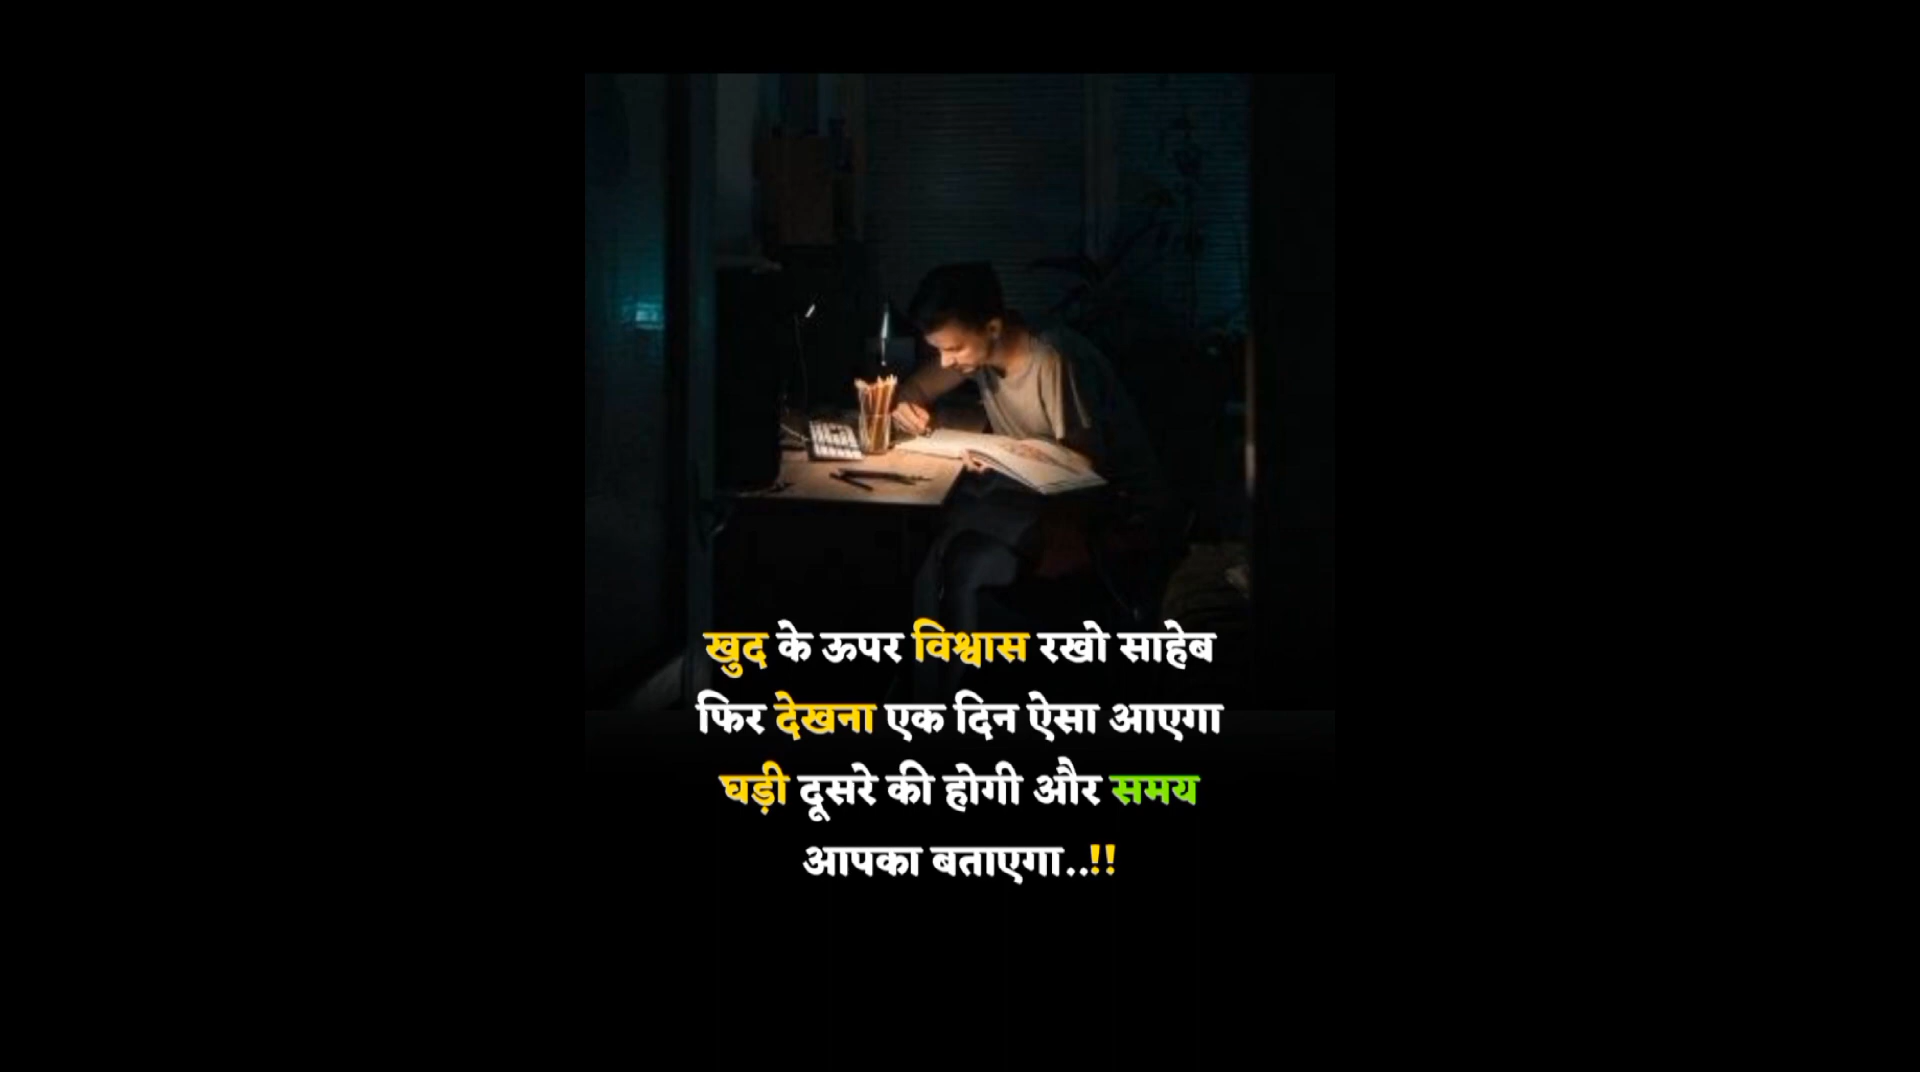 खुद के ऊपर विश्वास रखो साहेब
फिर देखना एक दिन ऐसा आएगा
घड़ी दूसरे की होगी और समय
आपका बताएगा..!!